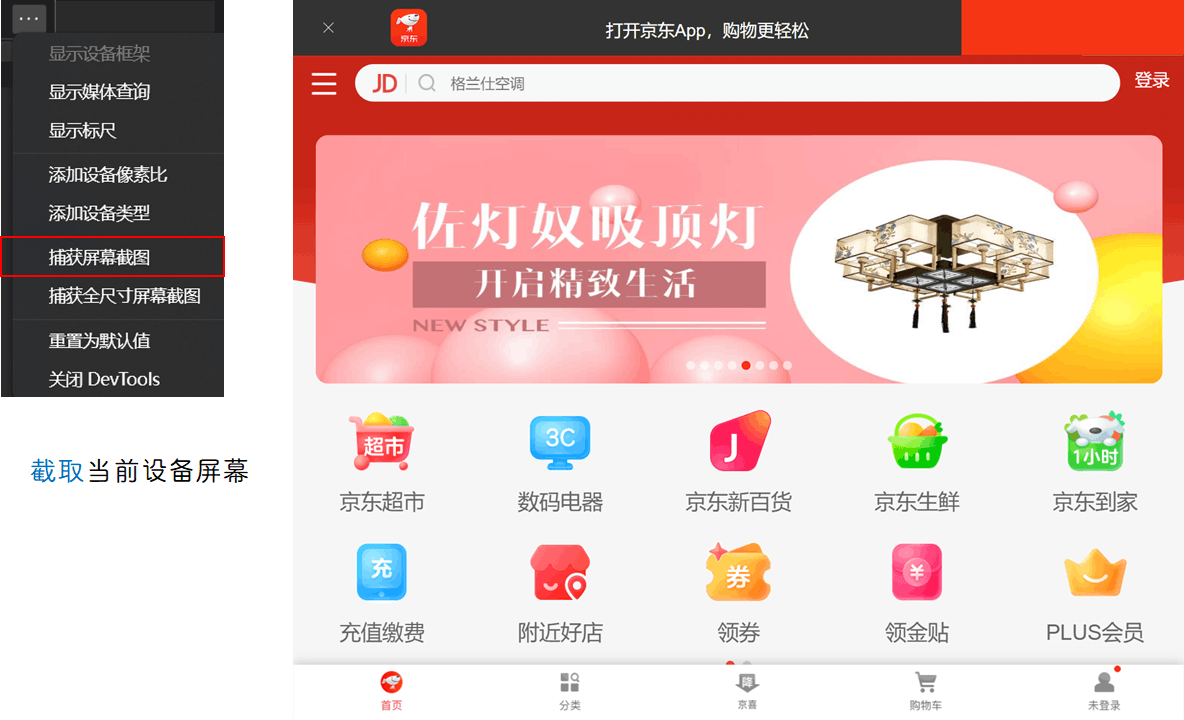 ···
显示设备框架
显示媒体查询
显示标尺
添加设备像素比
添加设备类型
捕获屏幕截图
捕获全尺寸屏幕截图
重置为默认值
关闭 DevTools
截取当前设备屏幕
京东
打开京东App，购物更轻松
JD
格兰仕空调
登录
佐灯奴吸顶灯
开启精致生活
NEW STYLE
超市
3C
J
1小时
京东超市
数码电器
京东新百货
京东生鲜
京东到家
充
券
¥
充值缴费
附近好店
领券
领金贴
PLUS会员
降
首页
分类
京喜
购物车
未登录